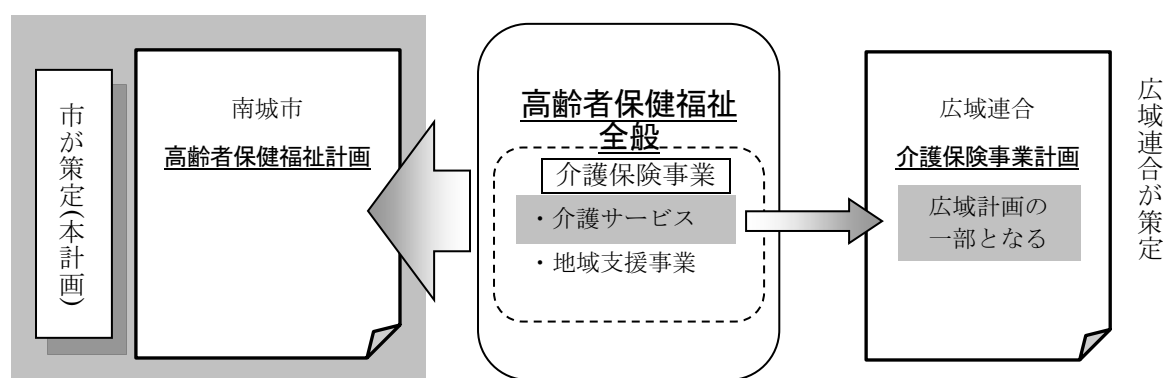 市が策定(本計画)
南城市
高齢者保健福祉計画
高齢者保健福祉
全般
介護保険事業
・介護サービス
・地域支援事業
広域連合
介護保険事業計画
広域計画の
一部となる
広域連合が策定